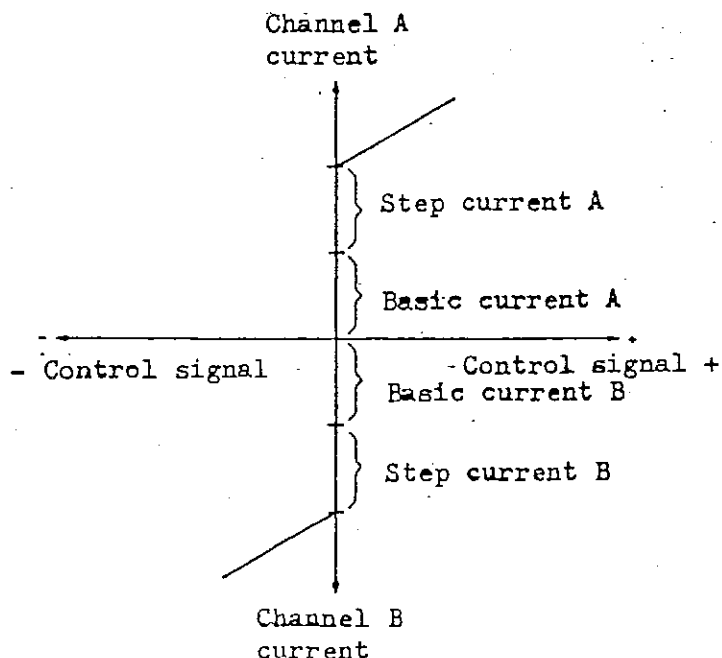 Channel A
current
Step current A
Basic current A
- +
- Control signal
Control signal +
Basic current B
Step current B
Channel B
current